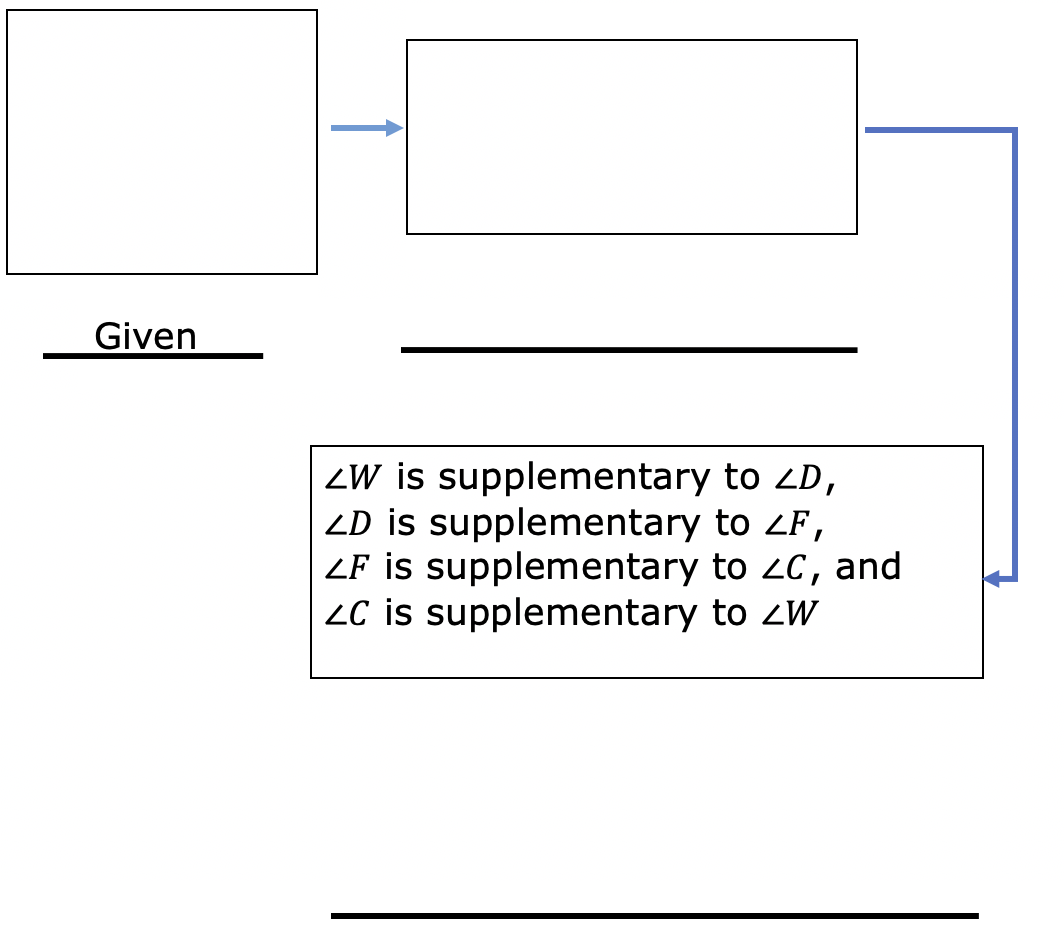 Given
∠W is supplementary to ∠D,
∠D is supplementary to ∠F,
∠F is supplementary to ∠C, and
∠C is supplementary to ∠W